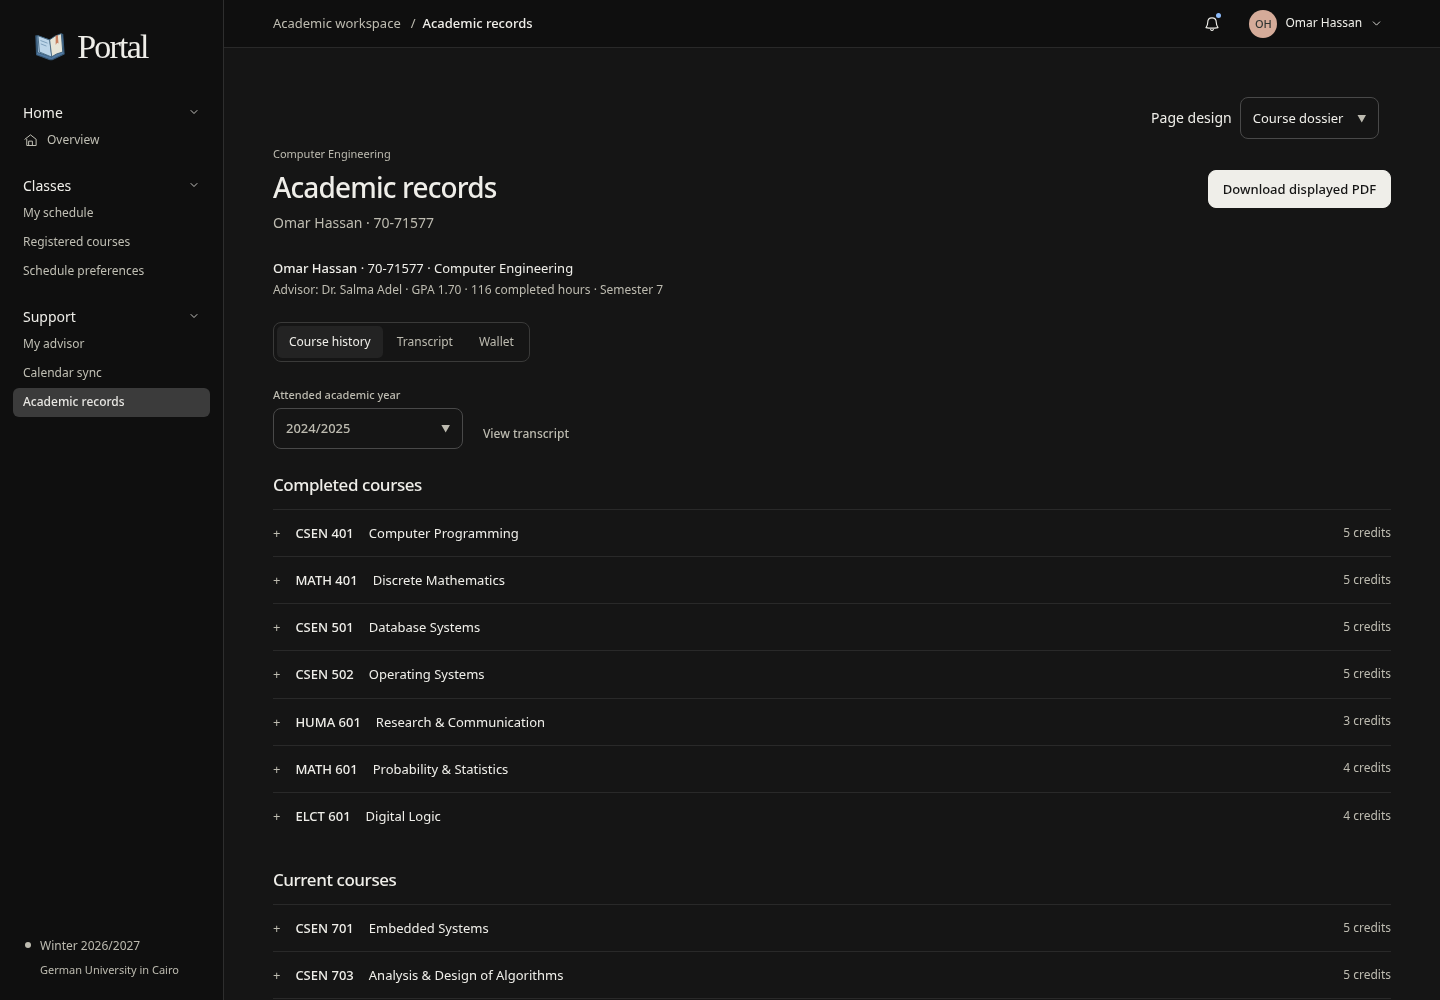 Portal
Home
Overview
Classes
My schedule
Registered courses
Schedule preferences
Support
My advisor
Calendar sync
Academic records
Winter 2026/2027
German University in Cairo
Academic workspace / Academic records
OH Omar Hassan
Page design Course dossier
Computer Engineering
Academic records
Download displayed PDF
Omar Hassan · 70-71577
Omar Hassan · 70-71577 · Computer Engineering
Advisor: Dr. Salma Adel · GPA 1.70 · 116 completed hours · Semester 7
Course history Transcript Wallet
Attended academic year
2024/2025 View transcript
Completed courses
+ CSEN 401 Computer Programming 5 credits
+ MATH 401 Discrete Mathematics 5 credits
+ CSEN 501 Database Systems 5 credits
+ CSEN 502 Operating Systems 5 credits
+ HUMA 601 Research & Communication 3 credits
+ MATH 601 Probability & Statistics 4 credits
+ ELCT 601 Digital Logic 4 credits
Current courses
+ CSEN 701 Embedded Systems 5 credits
+ CSEN 703 Analysis & Design of Algorithms 5 credits